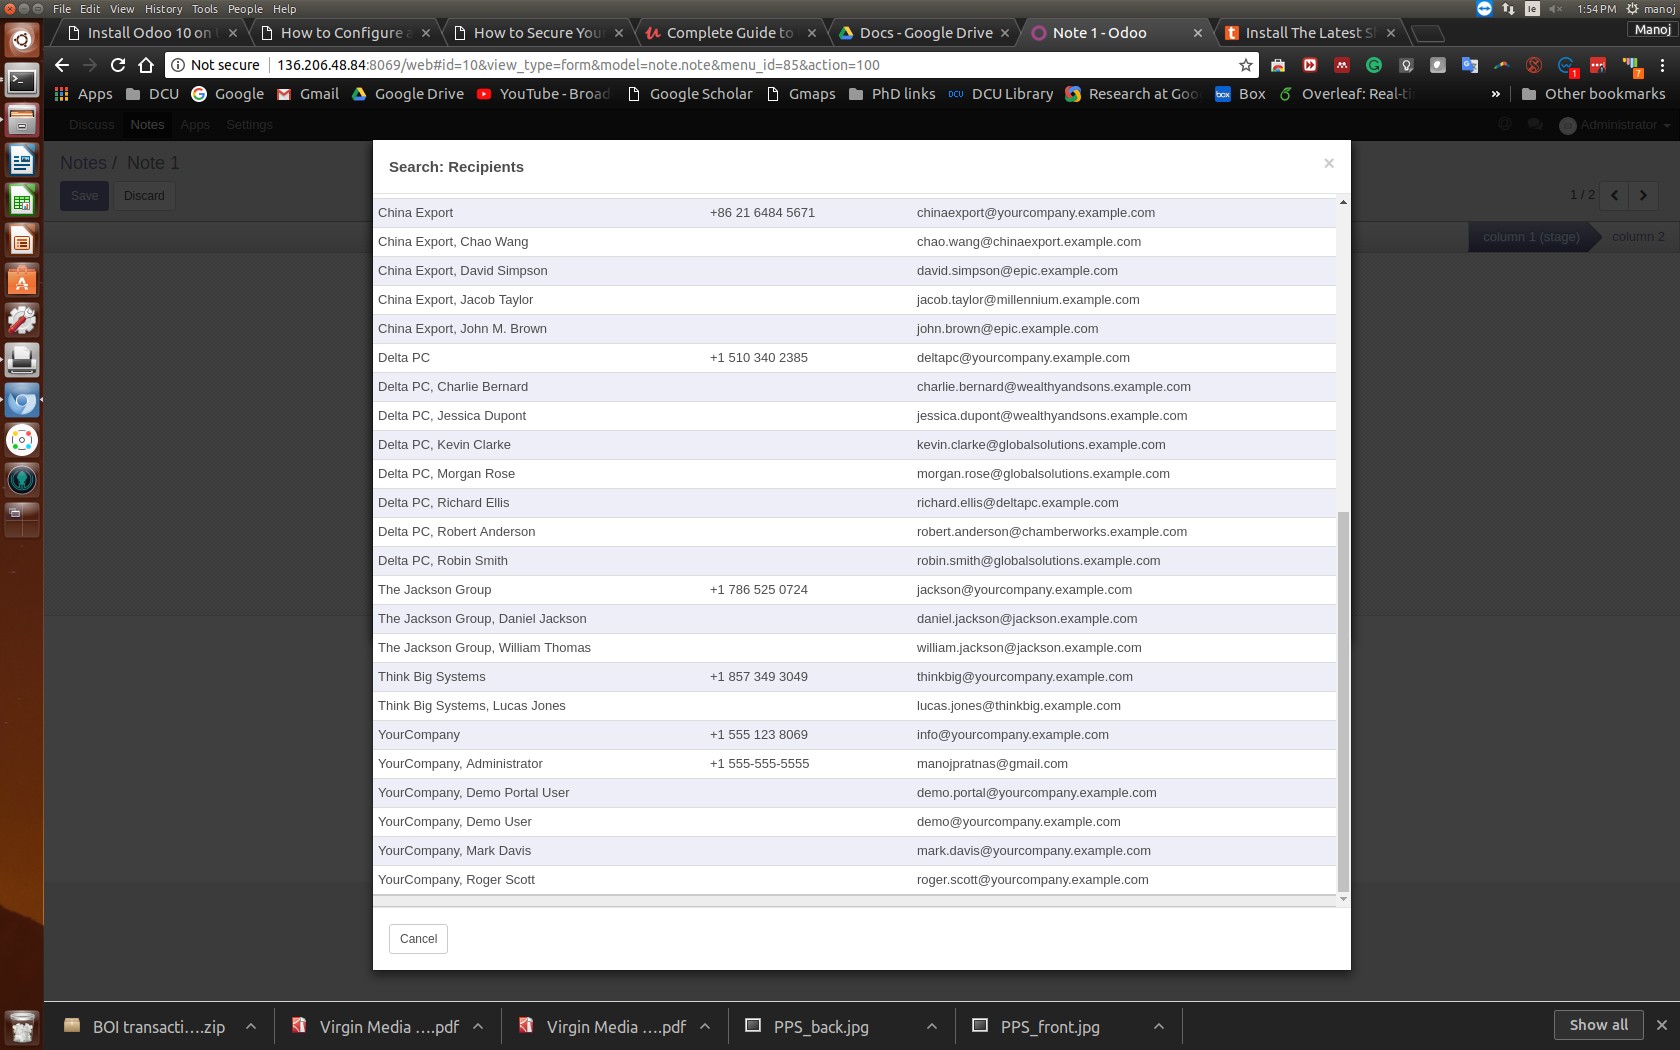 File Edit View History Tools People Help
1:54 PM manoj
Install Odoo 10 on
How to Configure a
How to Secure You
Complete Guide to
Docs - Google Drive
Note 1 - Odoo
Install The Latest S
Manoj
Not secure 136.206.48.84:8069/web#id=10&view_type=form&model=note.note&menu_id=85&action=100
Apps DCU Google Gmail Google Drive YouTube - Broad Google Scholar Gmaps PhD links DCU Library Research at Goo Box Overleaf: Real-ti » Other bookmarks
Discuss Notes Apps Settings Administrator
Notes / Note 1
Save Discard 1 / 2
column 1 (stage) column 2
Search: Recipients ×
China Export +86 21 6484 5671 chinaexport@yourcompany.example.com
China Export, Chao Wang chao.wang@chinaexport.example.com
China Export, David Simpson david.simpson@epic.example.com
China Export, Jacob Taylor jacob.taylor@millennium.example.com
China Export, John M. Brown john.brown@epic.example.com
Delta PC +1 510 340 2385 deltapc@yourcompany.example.com
Delta PC, Charlie Bernard charlie.bernard@wealthyandsons.example.com
Delta PC, Jessica Dupont jessica.dupont@wealthyandsons.example.com
Delta PC, Kevin Clarke kevin.clarke@globalsolutions.example.com
Delta PC, Morgan Rose morgan.rose@globalsolutions.example.com
Delta PC, Richard Ellis richard.ellis@deltapc.example.com
Delta PC, Robert Anderson robert.anderson@chamberworks.example.com
Delta PC, Robin Smith robin.smith@globalsolutions.example.com
The Jackson Group +1 786 525 0724 jackson@yourcompany.example.com
The Jackson Group, Daniel Jackson daniel.jackson@jackson.example.com
The Jackson Group, William Thomas william.jackson@jackson.example.com
Think Big Systems +1 857 349 3049 thinkbig@yourcompany.example.com
Think Big Systems, Lucas Jones lucas.jones@thinkbig.example.com
YourCompany +1 555 123 8069 info@yourcompany.example.com
YourCompany, Administrator +1 555-555-5555 manojpratnas@gmail.com
YourCompany, Demo Portal User demo.portal@yourcompany.example.com
YourCompany, Demo User demo@yourcompany.example.com
YourCompany, Mark Davis mark.davis@yourcompany.example.com
YourCompany, Roger Scott roger.scott@yourcompany.example.com
Cancel
BOI transacti....zip Virgin Media ....pdf Virgin Media ....pdf PPS_back.jpg PPS_front.jpg Show all